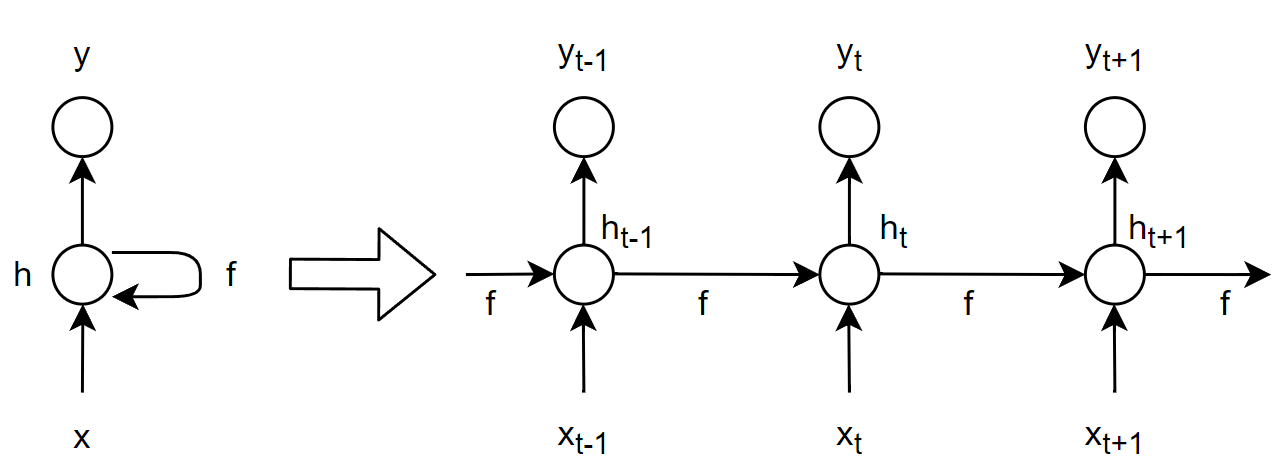 y
h
f
x
y_{t-1}
y_t
y_{t+1}
h_{t-1}
h_t
h_{t+1}
f
f
f
f
x_{t-1}
x_t
x_{t+1}